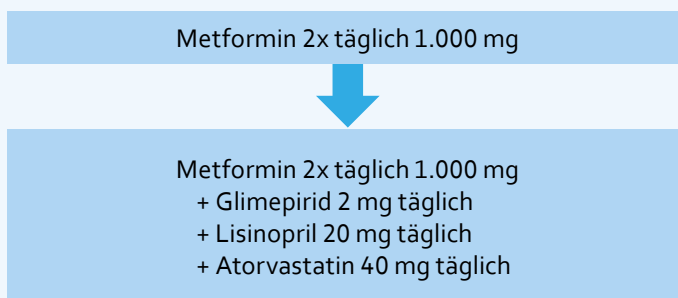 Metformin 2x täglich 1.000 mg
Metformin 2x täglich 1.000 mg
+ Glimepirid 2 mg täglich
+ Lisinopril 20 mg täglich
+ Atorvastatin 40 mg täglich